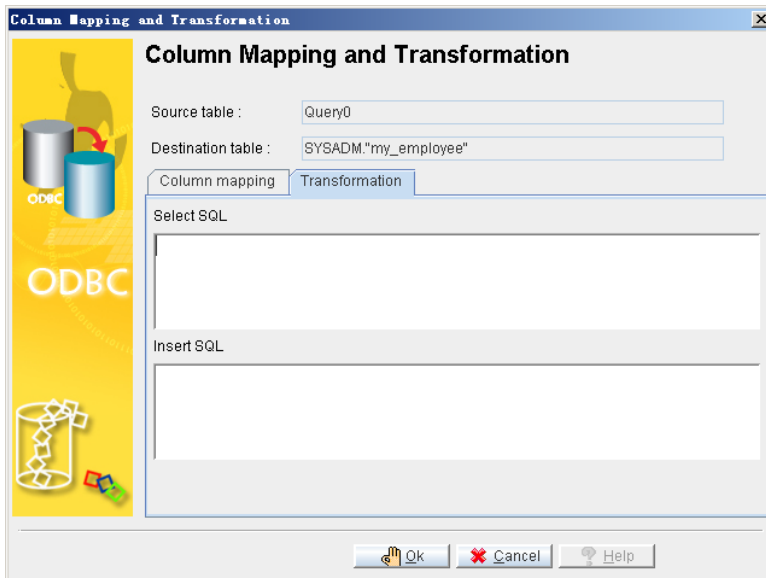 Column Mapping and Transformation
Column Mapping and Transformation
Source table : Query0
Destination table : SYSADM."my_employee"
Column mapping Transformation
Select SQL
ODBC
ODBC
Insert SQL
Ok Cancel Help